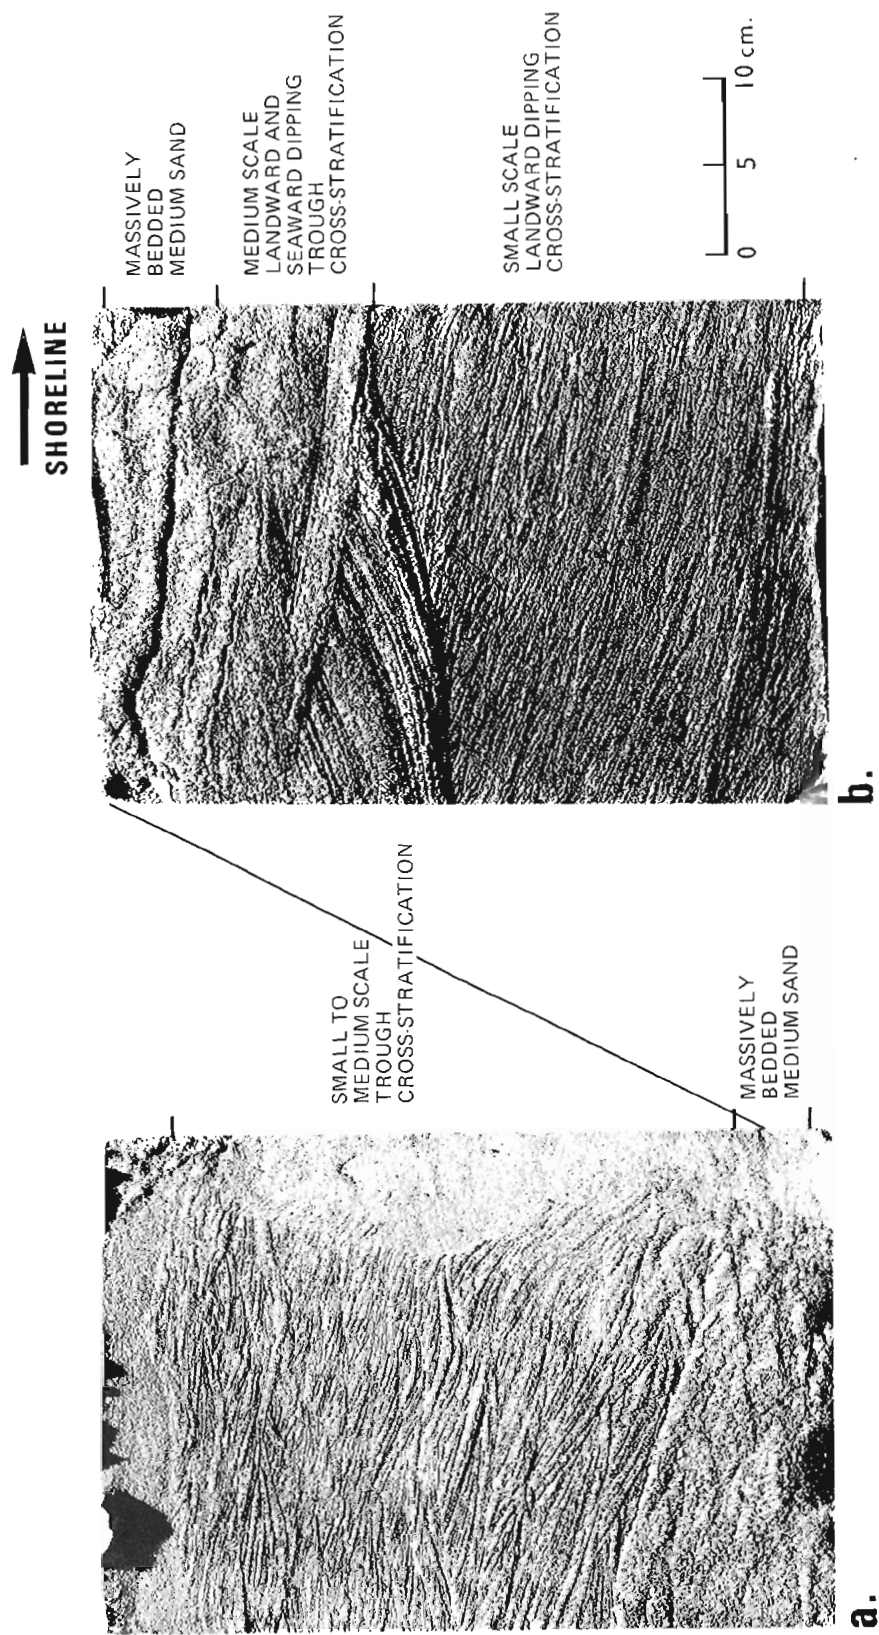 SHORELINE
SMALL TO
MEDIUM SCALE
TROUGH
CROSS-STRATIFICATION
MASSIVELY
BEDDED
MEDIUM SAND
a.
MASSIVELY
BEDDED
MEDIUM SAND
MEDIUM SCALE
LANDWARD AND
SEAWARD DIPPING
TROUGH
CROSS-STRATIFICATION
SMALL SCALE
LANDWARD DIPPING
CROSS-STRATIFICATION
0 5 10 cm.
b.